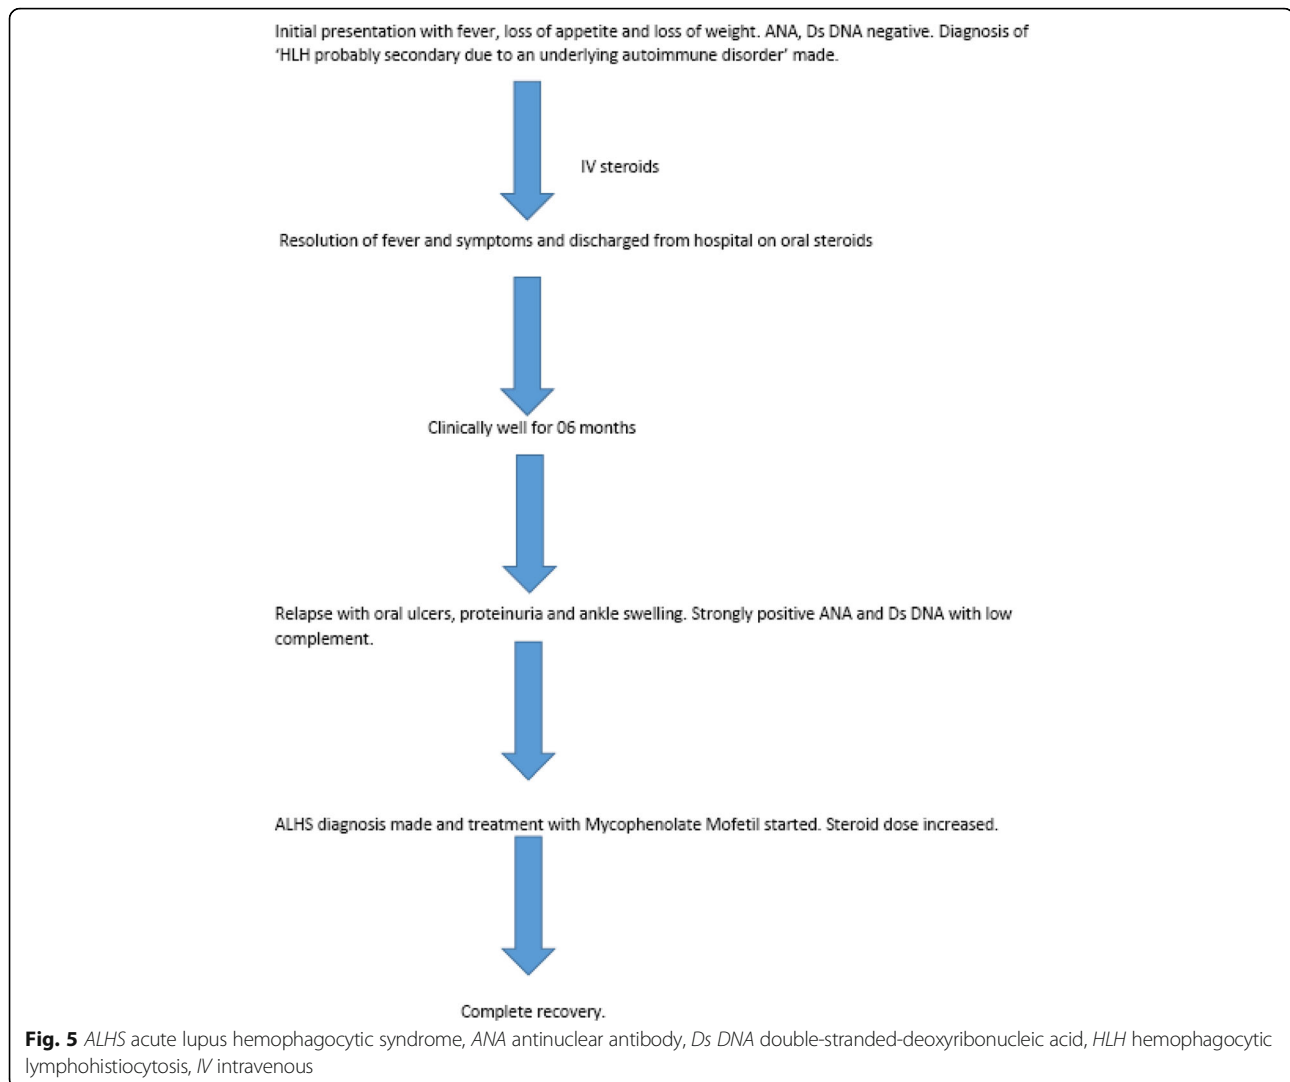 Initial presentation with fever, loss of appetite and loss of weight. ANA, Ds DNA negative. Diagnosis of
‘HLH probably secondary due to an underlying autoimmune disorder’ made.
IV steroids
Resolution of fever and symptoms and discharged from hospital on oral steroids
Clinically well for 06 months
Relapse with oral ulcers, proteinuria and ankle swelling. Strongly positive ANA and Ds DNA with low
complement.
ALHS diagnosis made and treatment with Mycophenolate Mofetil started. Steroid dose increased.
Complete recovery.
Fig. 5 ALHS acute lupus hemophagocytic syndrome, ANA antinuclear antibody, Ds DNA double-stranded-deoxyribonucleic acid, HLH hemophagocytic
lymphohistiocytosis, IV intravenous